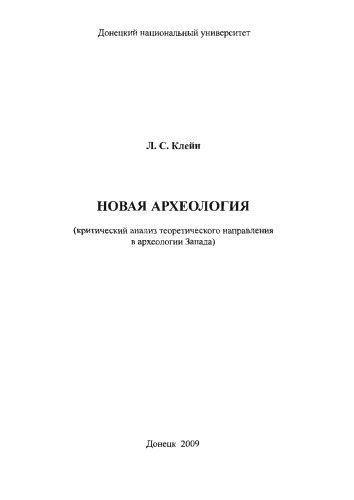 Донецкий национальный университет
Л. С. Клейн
НОВАЯ АРХЕОЛОГИЯ
(критический анализ теоретического направления
в археологии Запада)
Донецк 2009